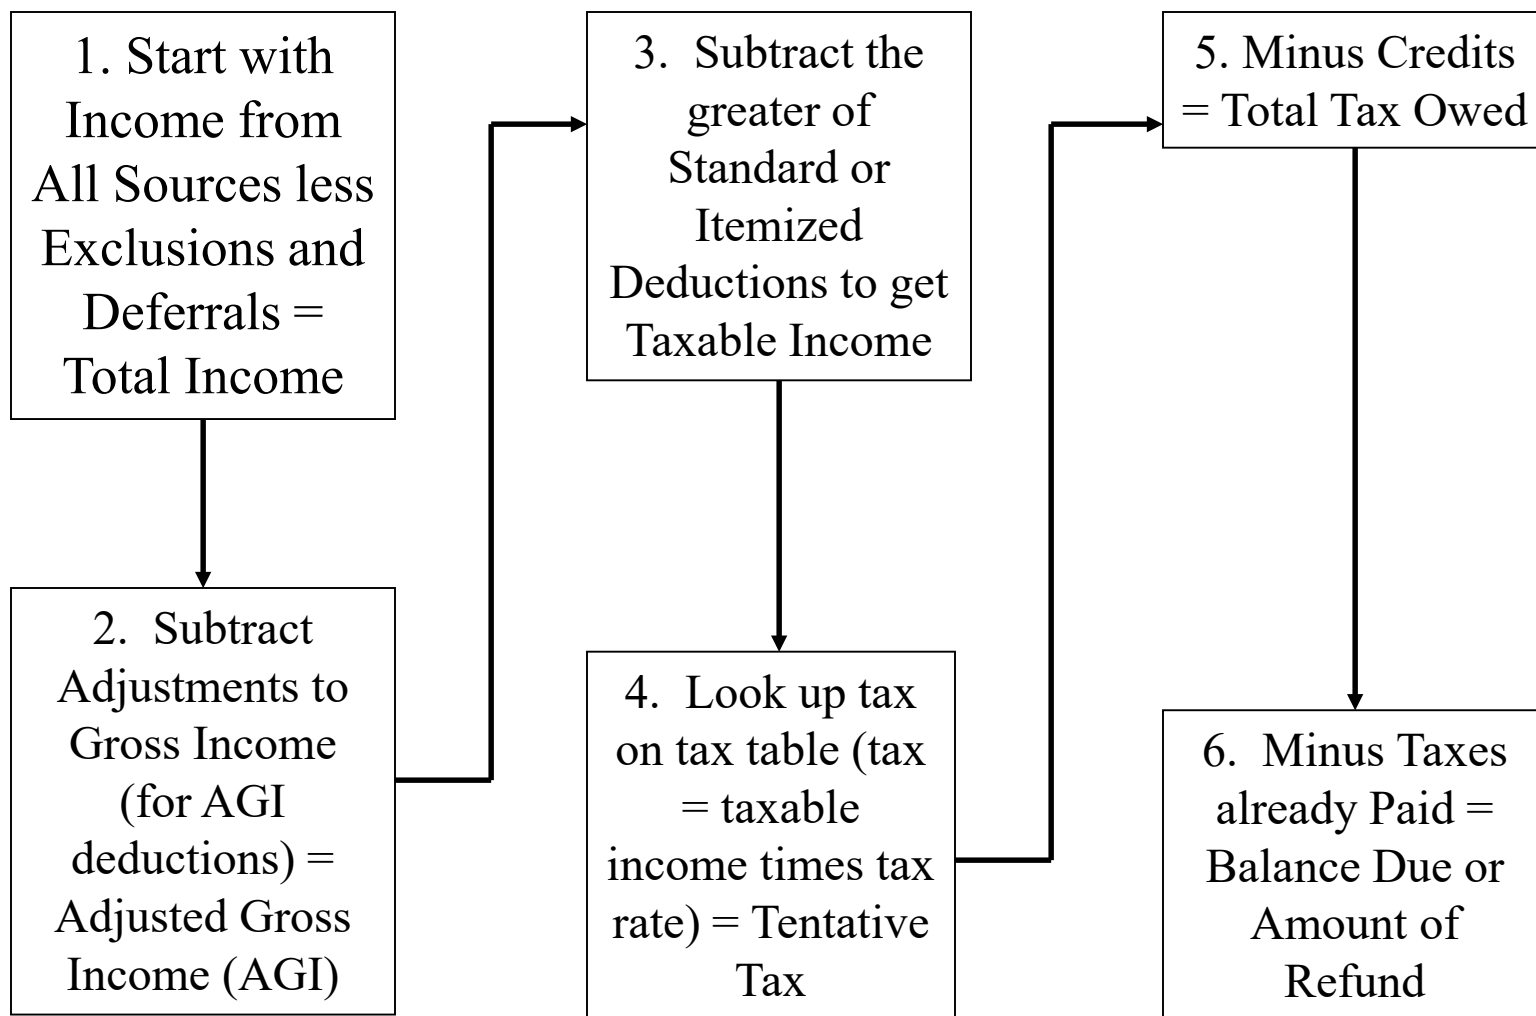 1. Start with
Income from
All Sources less
Exclusions and
Deferrals =
Total Income
2. Subtract
Adjustments to
Gross Income
(for AGI
deductions) =
Adjusted Gross
Income (AGI)
3. Subtract the
greater of
Standard or
Itemized
Deductions to get
Taxable Income
4. Look up tax
on tax table (tax
= taxable
income times tax
rate) = Tentative
Tax
5. Minus Credits
= Total Tax Owed
6. Minus Taxes
already Paid =
Balance Due or
Amount of
Refund